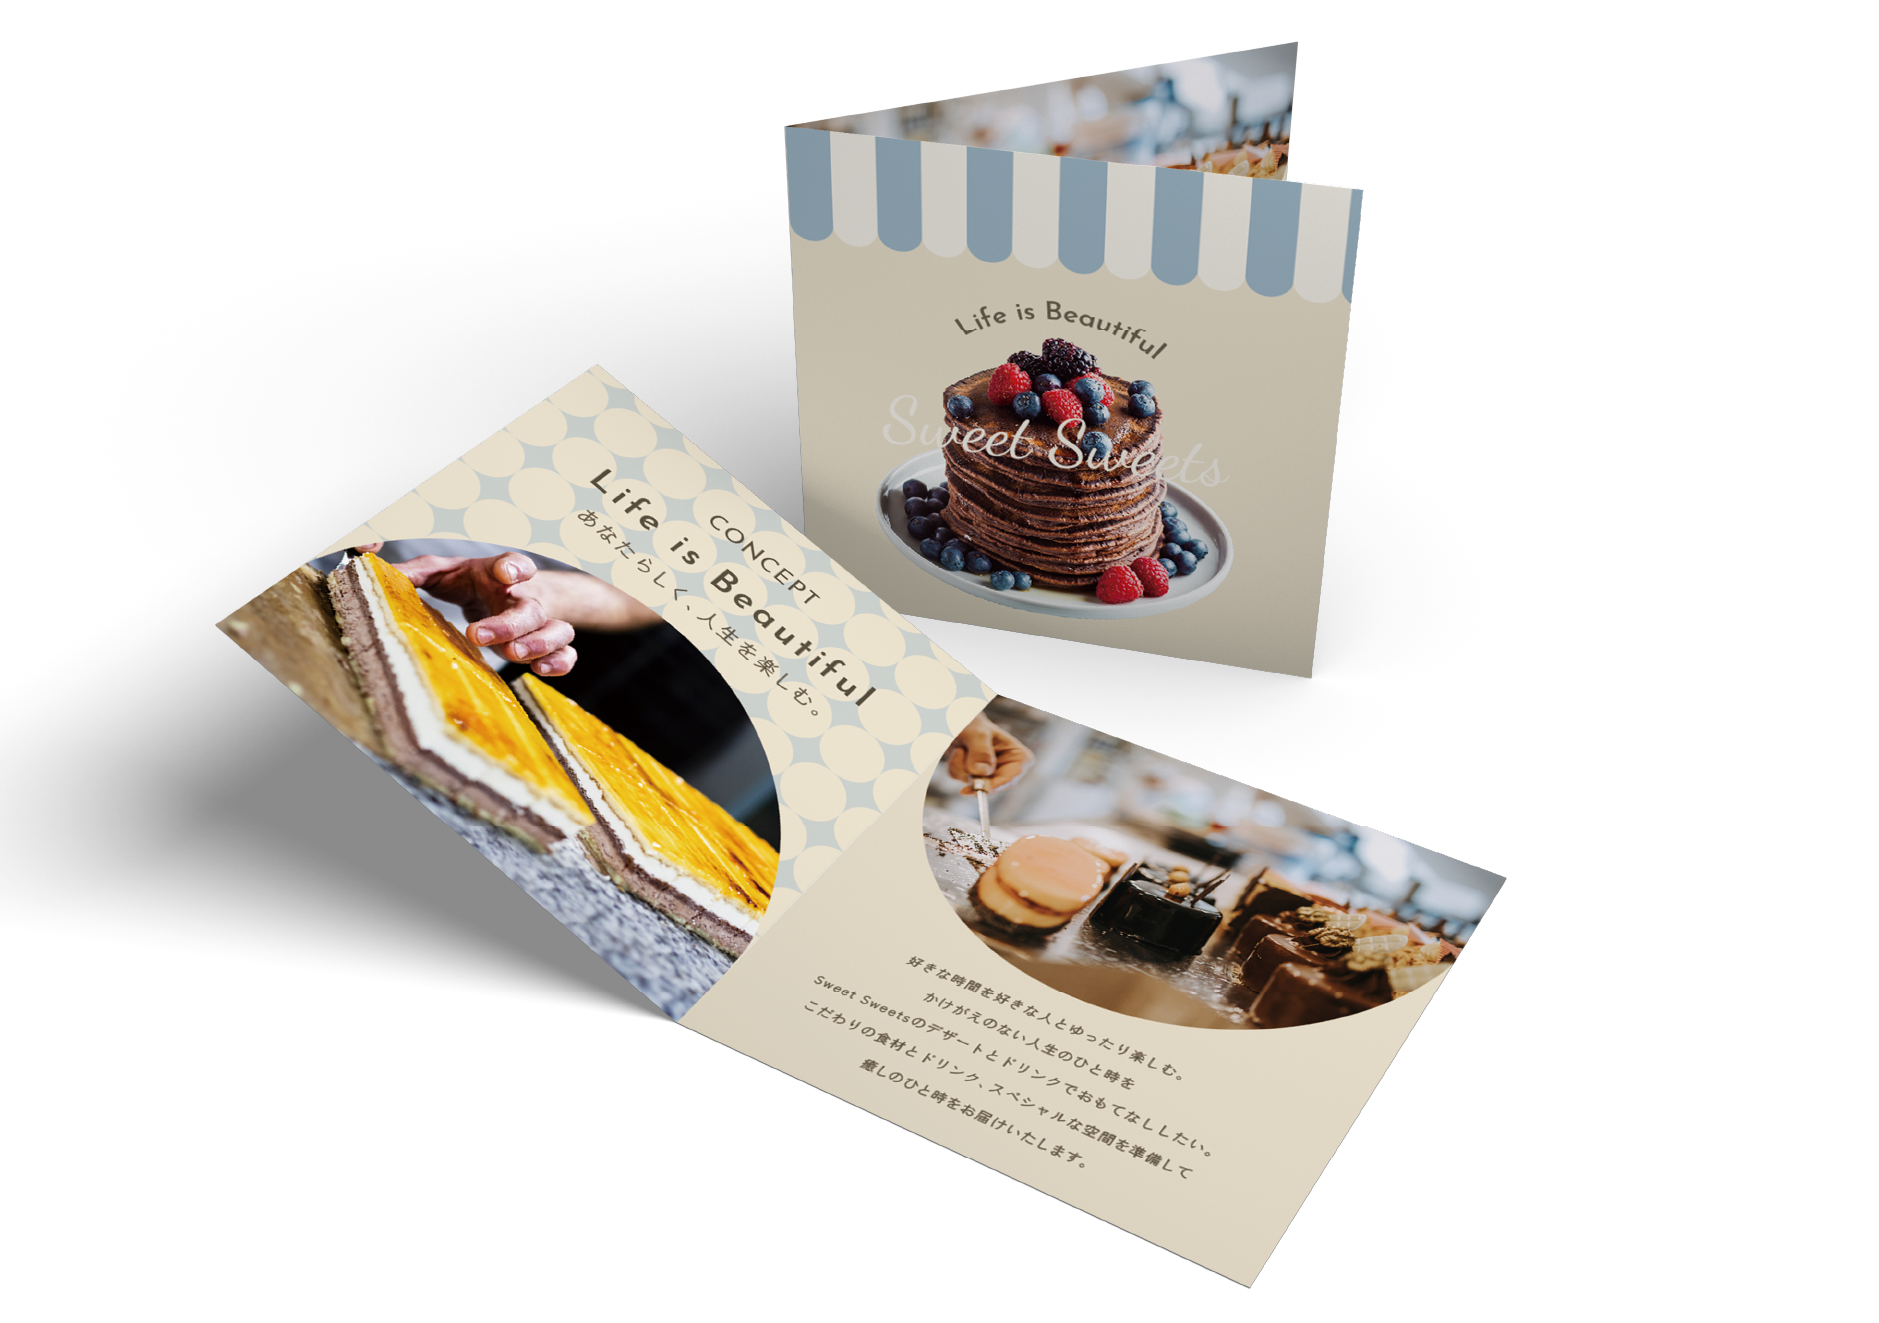 Life is Beautiful
Sweet Sweets
CONCEPT
Life is Beautiful
あなたらしく、人生を楽しむ。
好きな時間を好きな人とゆったり楽しむ。
かけがえのない人生のひと時を
Sweet Sweetsのデザートとドリンクでおもてなししたい。
こだわりの食材とドリンク、スペシャルな空間を準備して
癒しのひと時をお届けいたします。